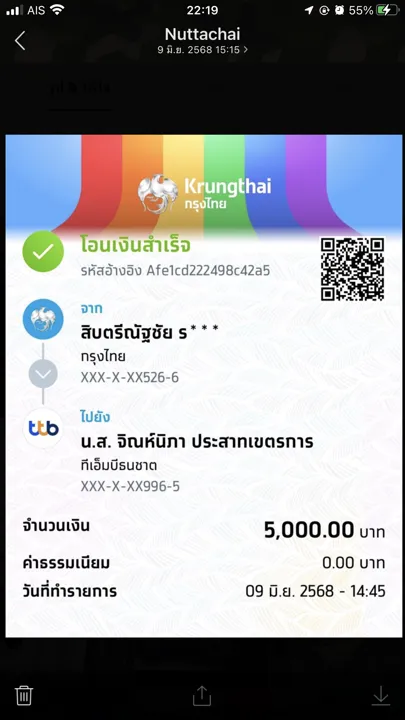 AIS 22:19 55%
Nuttachai
9 มิ.ย. 2568 15:15
Krungthai
กรุงไทย
โอนเงินสำเร็จ
รหัสอ้างอิง Afe1cd222498c42a5
จาก
สิบตรีณัฐชัย ร***
กรุงไทย
XXX-X-XX526-6
ไปยัง
ttb
น.ส. จิณห์นิภา ประสาทเขตรการ
ทีเอ็มบีธนชาต
XXX-X-XX996-5
จำนวนเงิน 5,000.00 บาท
ค่าธรรมเนียม 0.00 บาท
วันที่ทำรายการ 09 มิ.ย. 2568 - 14:45